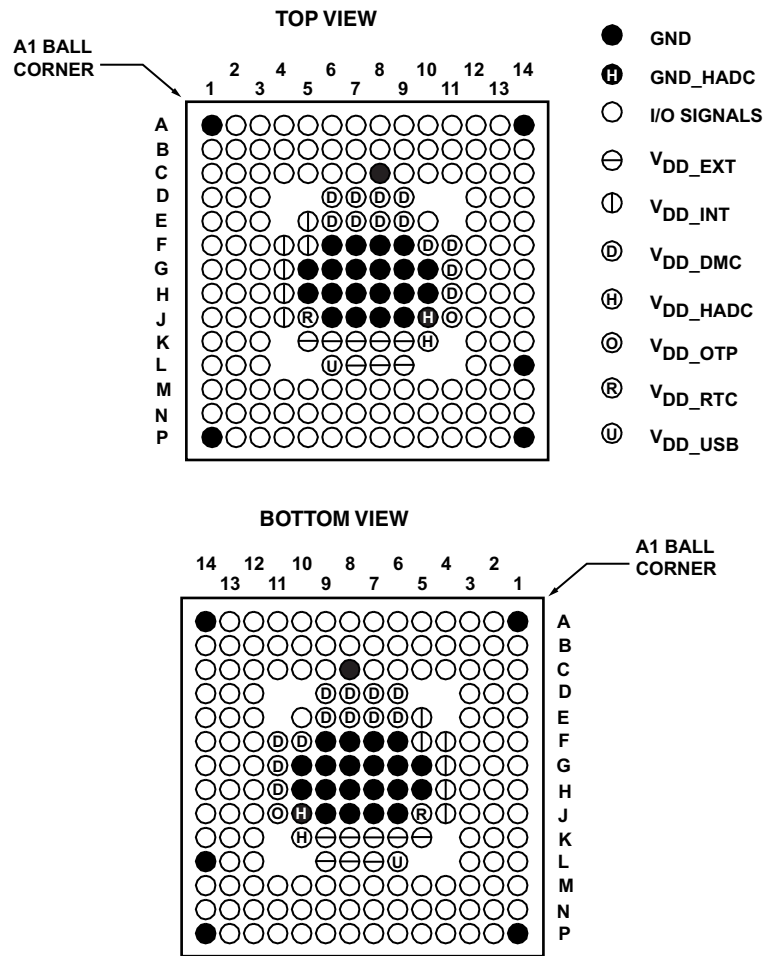 TOP VIEW
A1 BALL
CORNER
2 4 6 8 10 12 14
1 3 5 7 9 11 13
A
B
C
D D D D D
E D D D D
F D D
G D
H D
J R H O
K H
L U
M
N
P
GND
H GND_HADC
I/O SIGNALS
VDD_EXT
VDD_INT
D VDD_DMC
H VDD_HADC
O VDD_OTP
R VDD_RTC
U VDD_USB
BOTTOM VIEW
A1 BALL
CORNER
14 12 10 8 6 4 2
13 11 9 7 5 3 1
A
B
C
D D D D D
D D D D E
D D F
D G
D H
O H R J
H K
U L
M
N
P